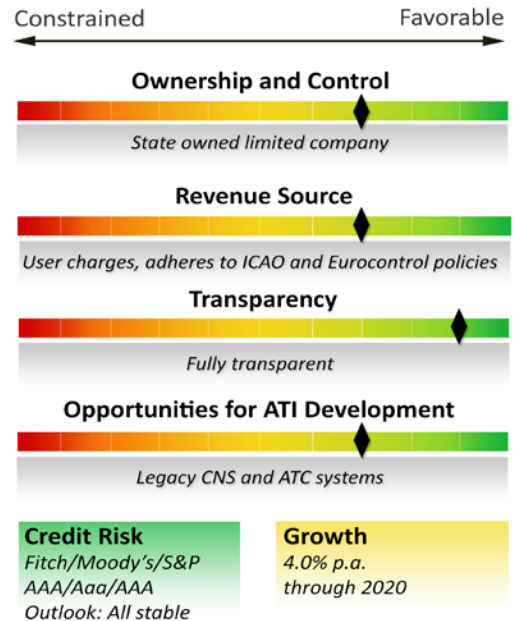 Constrained Favorable
Ownership and Control
State owned limited company
Revenue Source
User charges, adheres to ICAO and Eurocontrol policies
Transparency
Fully transparent
Opportunities for ATI Development
Legacy CNS and ATC systems
Credit Risk
Fitch/Moody's/S&P
AAA/Aaa/AAA
Outlook: All stable
Growth
4.0% p.a.
through 2020